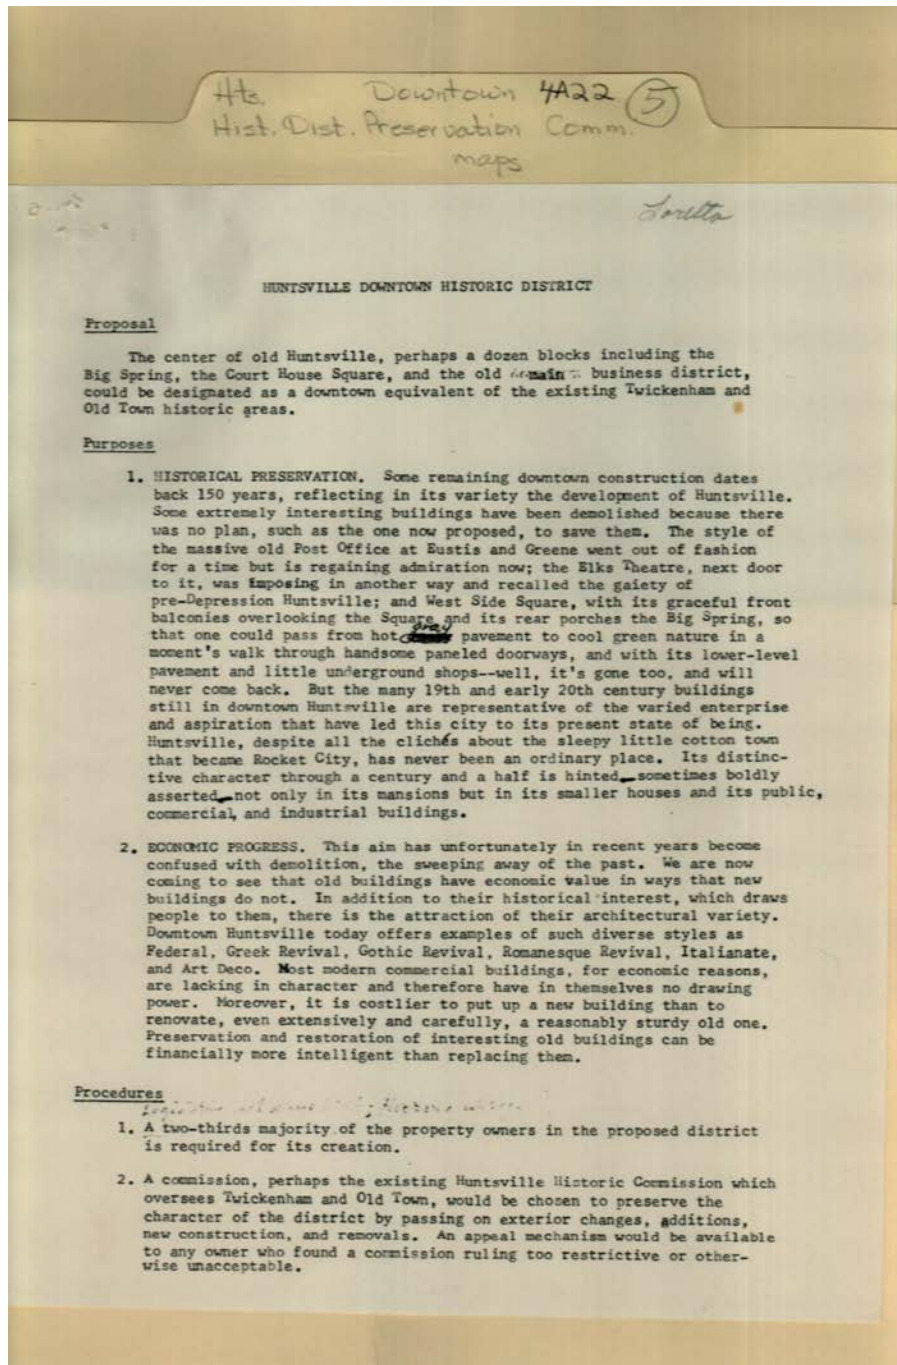 Hts. Downtown 4A22 5
Hist. Dist. Preservation Comm.
maps
Loretta
HUNTSVILLE DOWNTOWN HISTORIC DISTRICT
Proposal
The center of old Huntsville, perhaps a dozen blocks including the
Big Spring, the Court House Square, and the old main business district,
could be designated as a downtown equivalent of the existing Twickenham and
Old Town historic areas.
Purposes
1. HISTORICAL PRESERVATION. Some remaining downtown construction dates
back 150 years, reflecting in its variety the development of Huntsville.
Some extremely interesting buildings have been demolished because there
was no plan, such as the one now proposed, to save them. The style of
the massive old Post Office at Eustis and Greene went out of fashion
for a time but is regaining admiration now; the Elks Theatre, next door
to it, was imposing in another way and recalled the gaiety of
pre-Depression Huntsville; and West Side Square, with its graceful front
balconies overlooking the Square and its rear porches the Big Spring, so
that one could pass from hot gray pavement to cool green nature in a
moment's walk through handsome paneled doorways, and with its lower-level
pavement and little underground shops--well, it's gone too, and will
never come back. But the many 19th and early 20th century buildings
still in downtown Huntsville are representative of the varied enterprise
and aspiration that have led this city to its present state of being.
Huntsville, despite all the clichés about the sleepy little cotton town
that became Rocket City, has never been an ordinary place. Its distinc-
tive character through a century and a half is hinted—sometimes boldly
asserted—not only in its mansions but in its smaller houses and its public,
commercial, and industrial buildings.
2. ECONOMIC PROGRESS. This aim has unfortunately in recent years become
confused with demolition, the sweeping away of the past. We are now
coming to see that old buildings have economic value in ways that new
buildings do not. In addition to their historical interest, which draws
people to them, there is the attraction of their architectural variety.
Downtown Huntsville today offers examples of such diverse styles as
Federal, Greek Revival, Gothic Revival, Romanesque Revival, Italianate,
and Art Deco. Most modern commercial buildings, for economic reasons,
are lacking in character and therefore have in themselves no drawing
power. Moreover, it is costlier to put up a new building than to
renovate, even extensively and carefully, a reasonably sturdy old one.
Preservation and restoration of interesting old buildings can be
financially more intelligent than replacing them.
Procedures
1. A two-thirds majority of the property owners in the proposed district
is required for its creation.
2. A commission, perhaps the existing Huntsville Historic Commission which
oversees Twickenham and Old Town, would be chosen to preserve the
character of the district by passing on exterior changes, additions,
new construction, and removals. An appeal mechanism would be available
to any owner who found a commission ruling too restrictive or other-
wise unacceptable.